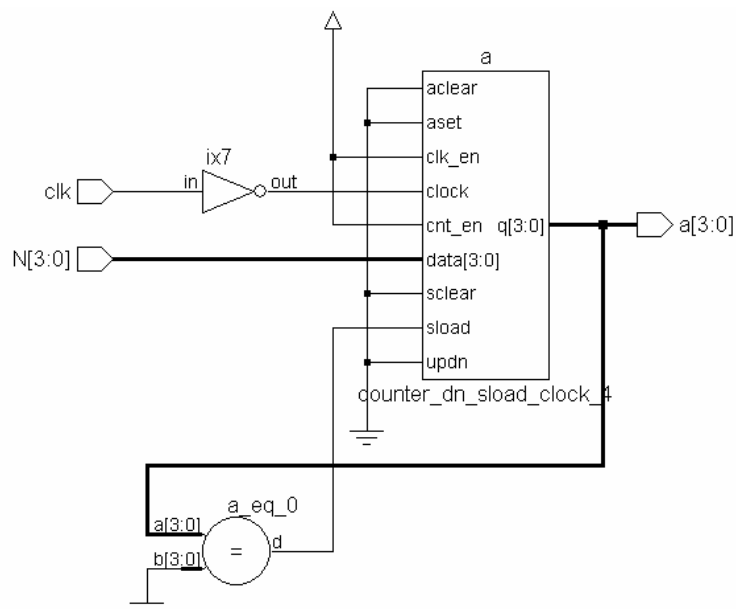 a
aclear
aset
ix7
clk_en
clk
in
out
clock
cnt_en
q[3:0]
a[3:0]
N[3:0]
data[3:0]
sclear
sload
updn
counter_dn_sload_clock_4
a_eq_0
a[3:0]
=
d
b[3:0]